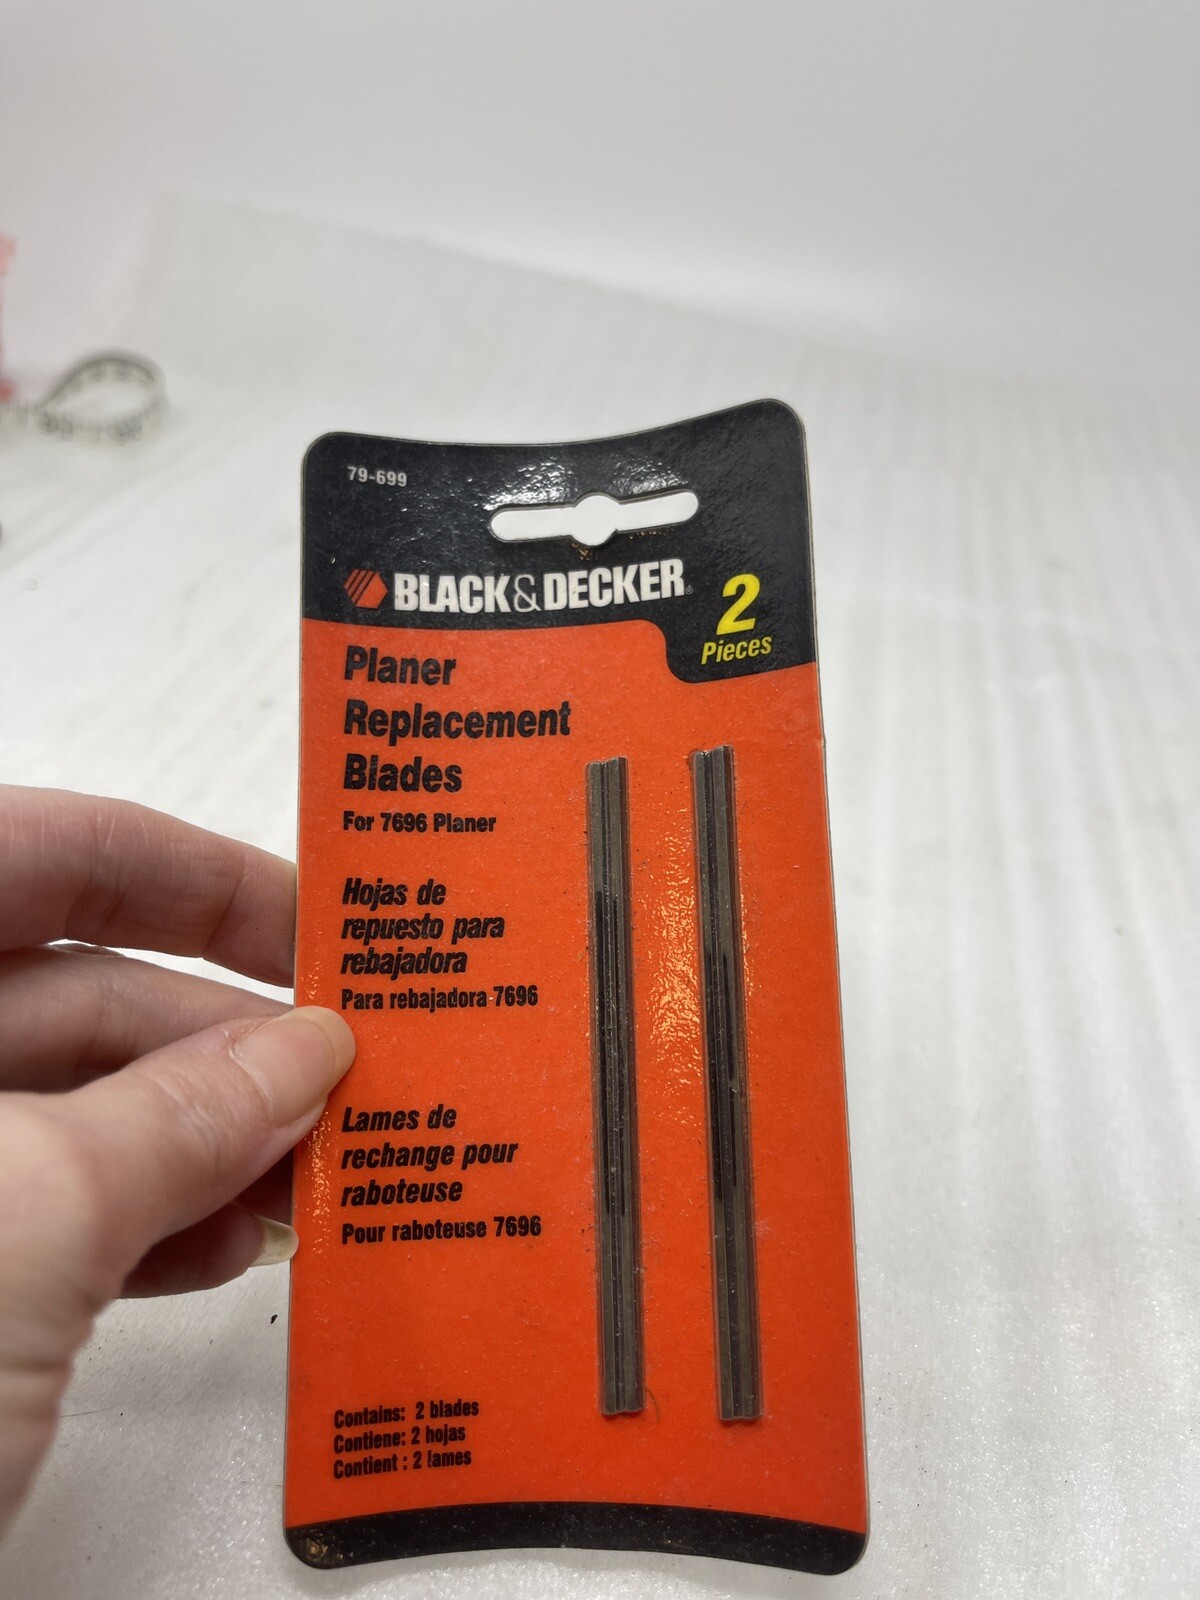 79-699
BLACK&DECKER®
2
Pieces
Planer
Replacement
Blades
For 7696 Planer
Hojas de
repuesto para
rebajadora
Para rebajadora 7696
Lames de
rechange pour
raboteuse
Pour raboteuse 7696
Contains: 2 blades
Contiene: 2 hojas
Contient : 2 lames